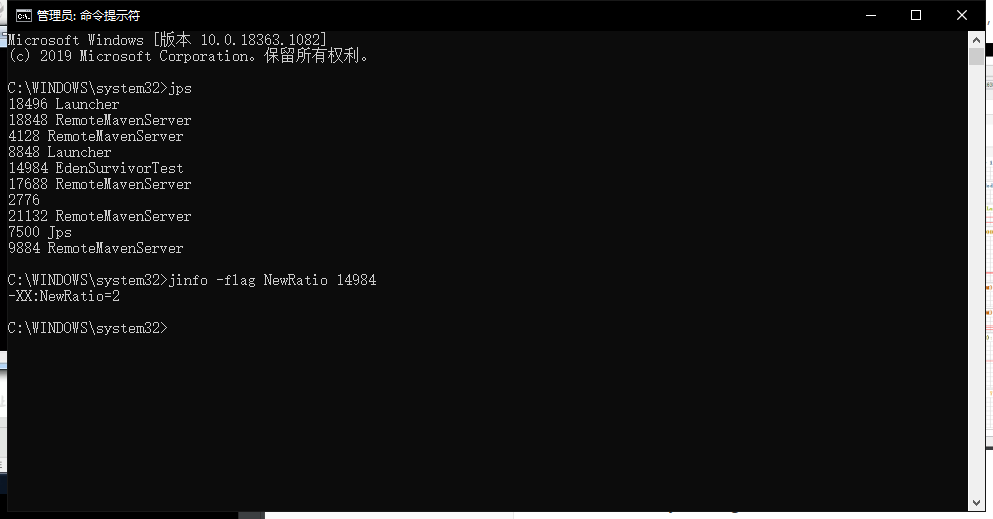 管理员: 命令提示符
Microsoft Windows [版本 10.0.18363.1082]
(c) 2019 Microsoft Corporation。保留所有权利。
C:\WINDOWS\system32>jps
18496 Launcher
18848 RemoteMavenServer
4128 RemoteMavenServer
8848 Launcher
14984 EdenSurvivorTest
17688 RemoteMavenServer
2776
21132 RemoteMavenServer
7500 Jps
9884 RemoteMavenServer
C:\WINDOWS\system32>jinfo -flag NewRatio 14984
-XX:NewRatio=2
C:\WINDOWS\system32>